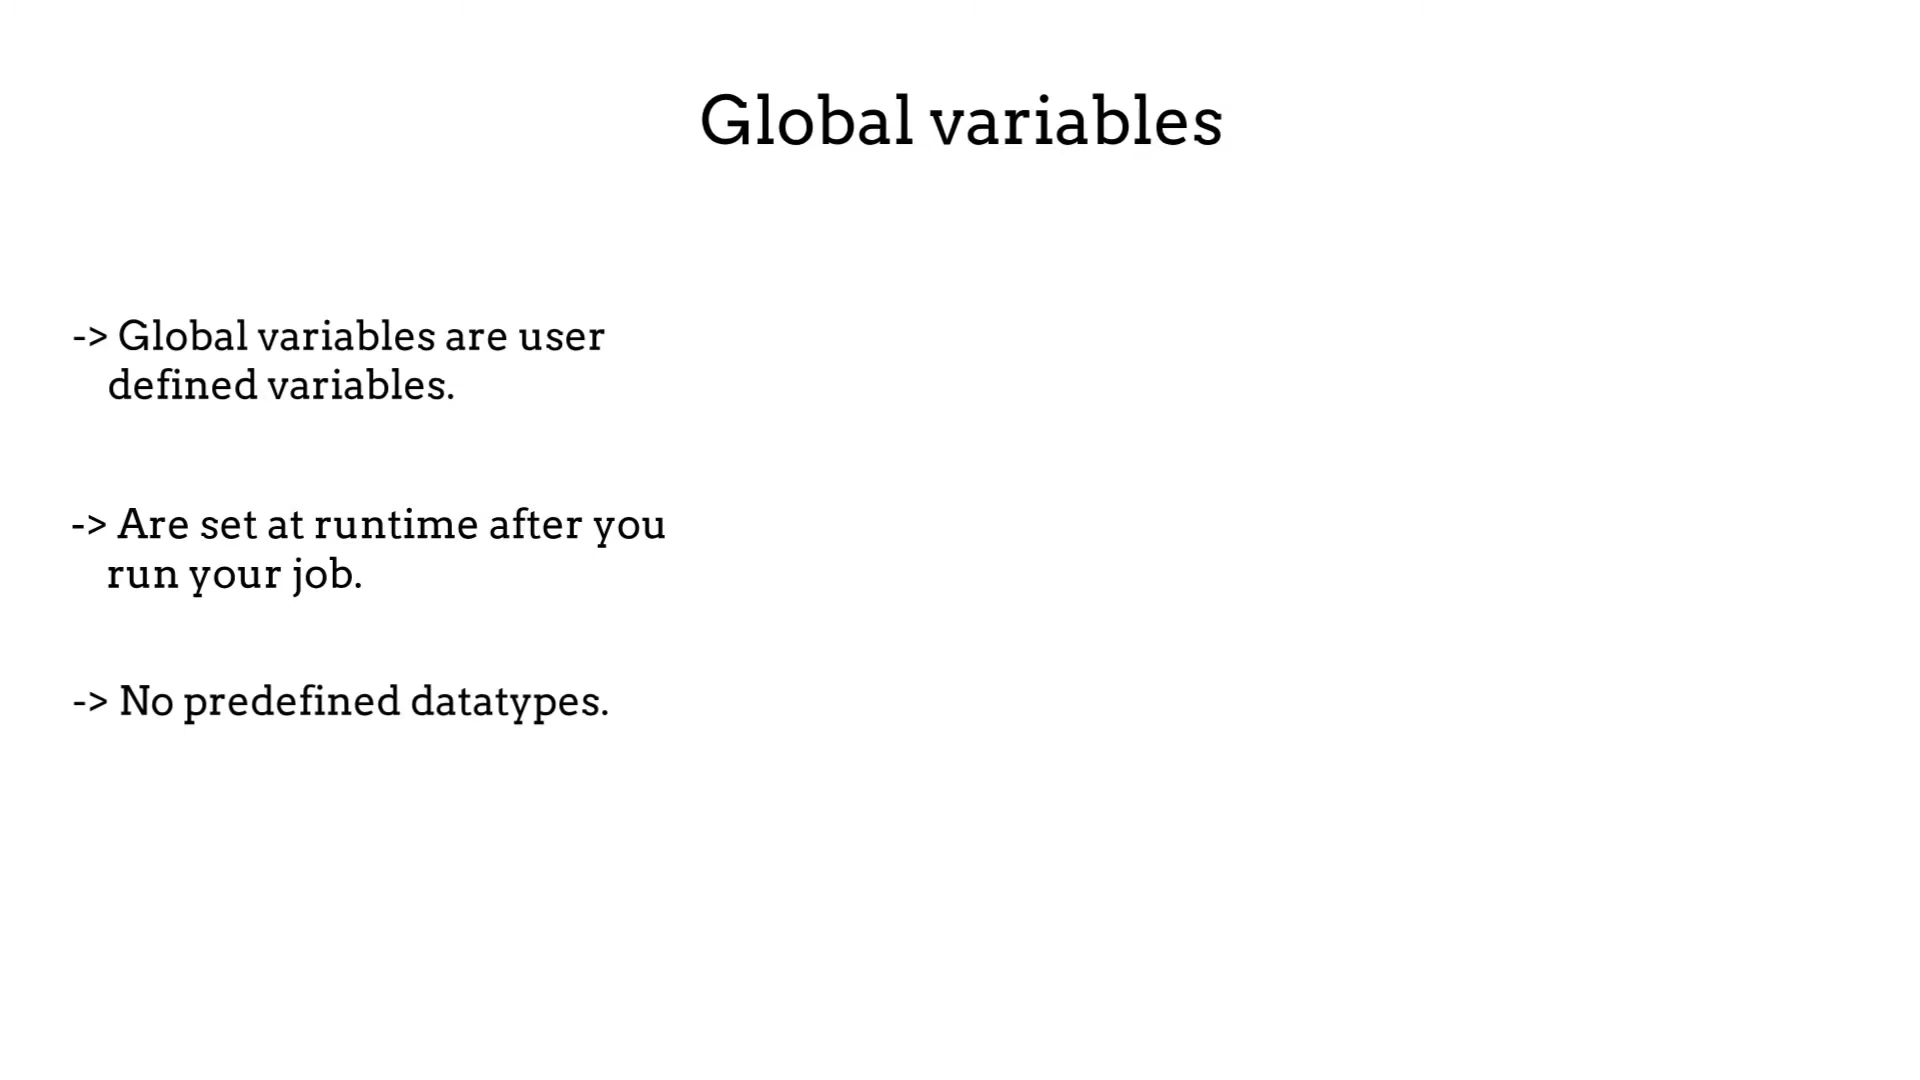 Global variables
-> Global variables are user
defined variables.
-> Are set at runtime after you
run your job.
-> No predefined datatypes.